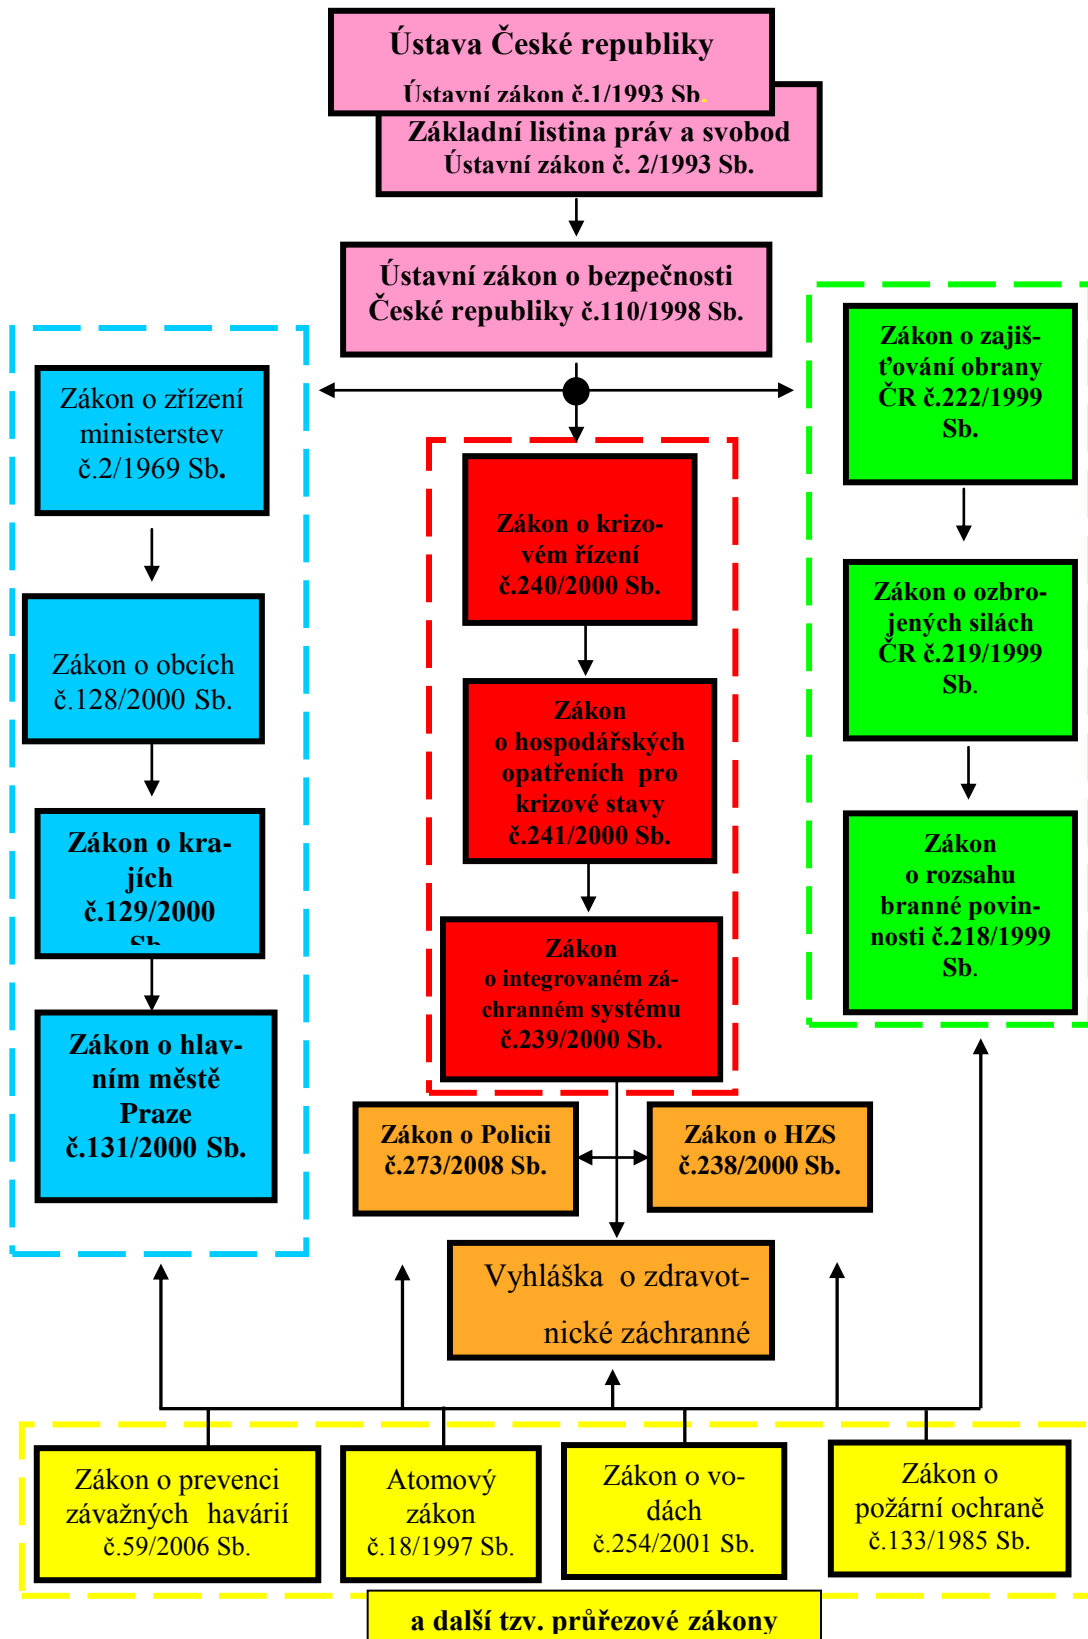 Ústava České republiky
Ústavní zákon č.1/1993 Sb.
Základní listina práv a svobod
Ústavní zákon č. 2/1993 Sb.
Ústavní zákon o bezpečnosti
České republiky č.110/1998 Sb.
Zákon o zřízení
ministerstev
č.2/1969 Sb.
Zákon o obcích
č.128/2000 Sb.
Zákon o kra-
jích
č.129/2000
Sb.
Zákon o hlav-
ním městě
Praze
č.131/2000 Sb.
Zákon o krizo-
vém řízení
č.240/2000 Sb.
Zákon
o hospodářských
opatřeních pro
krizové stavy
č.241/2000 Sb.
Zákon
o integrovaném zá-
chranném systému
č.239/2000 Sb.
Zákon o zajiš-
ťování obrany
ČR č.222/1999
Sb.
Zákon o ozbro-
jených silách
ČR č.219/1999
Sb.
Zákon
o rozsahu
branné povin-
nosti č.218/1999
Sb.
Zákon o Policii
č.273/2008 Sb.
Zákon o HZS
č.238/2000 Sb.
Vyhláška o zdravot-
nické záchranné
Zákon o prevenci
závažných havárií
č.59/2006 Sb.
Atomový
zákon
č.18/1997 Sb.
Zákon o vo-
dách
č.254/2001 Sb.
Zákon o
požární ochraně
č.133/1985 Sb.
a další tzv. průřezové zákony